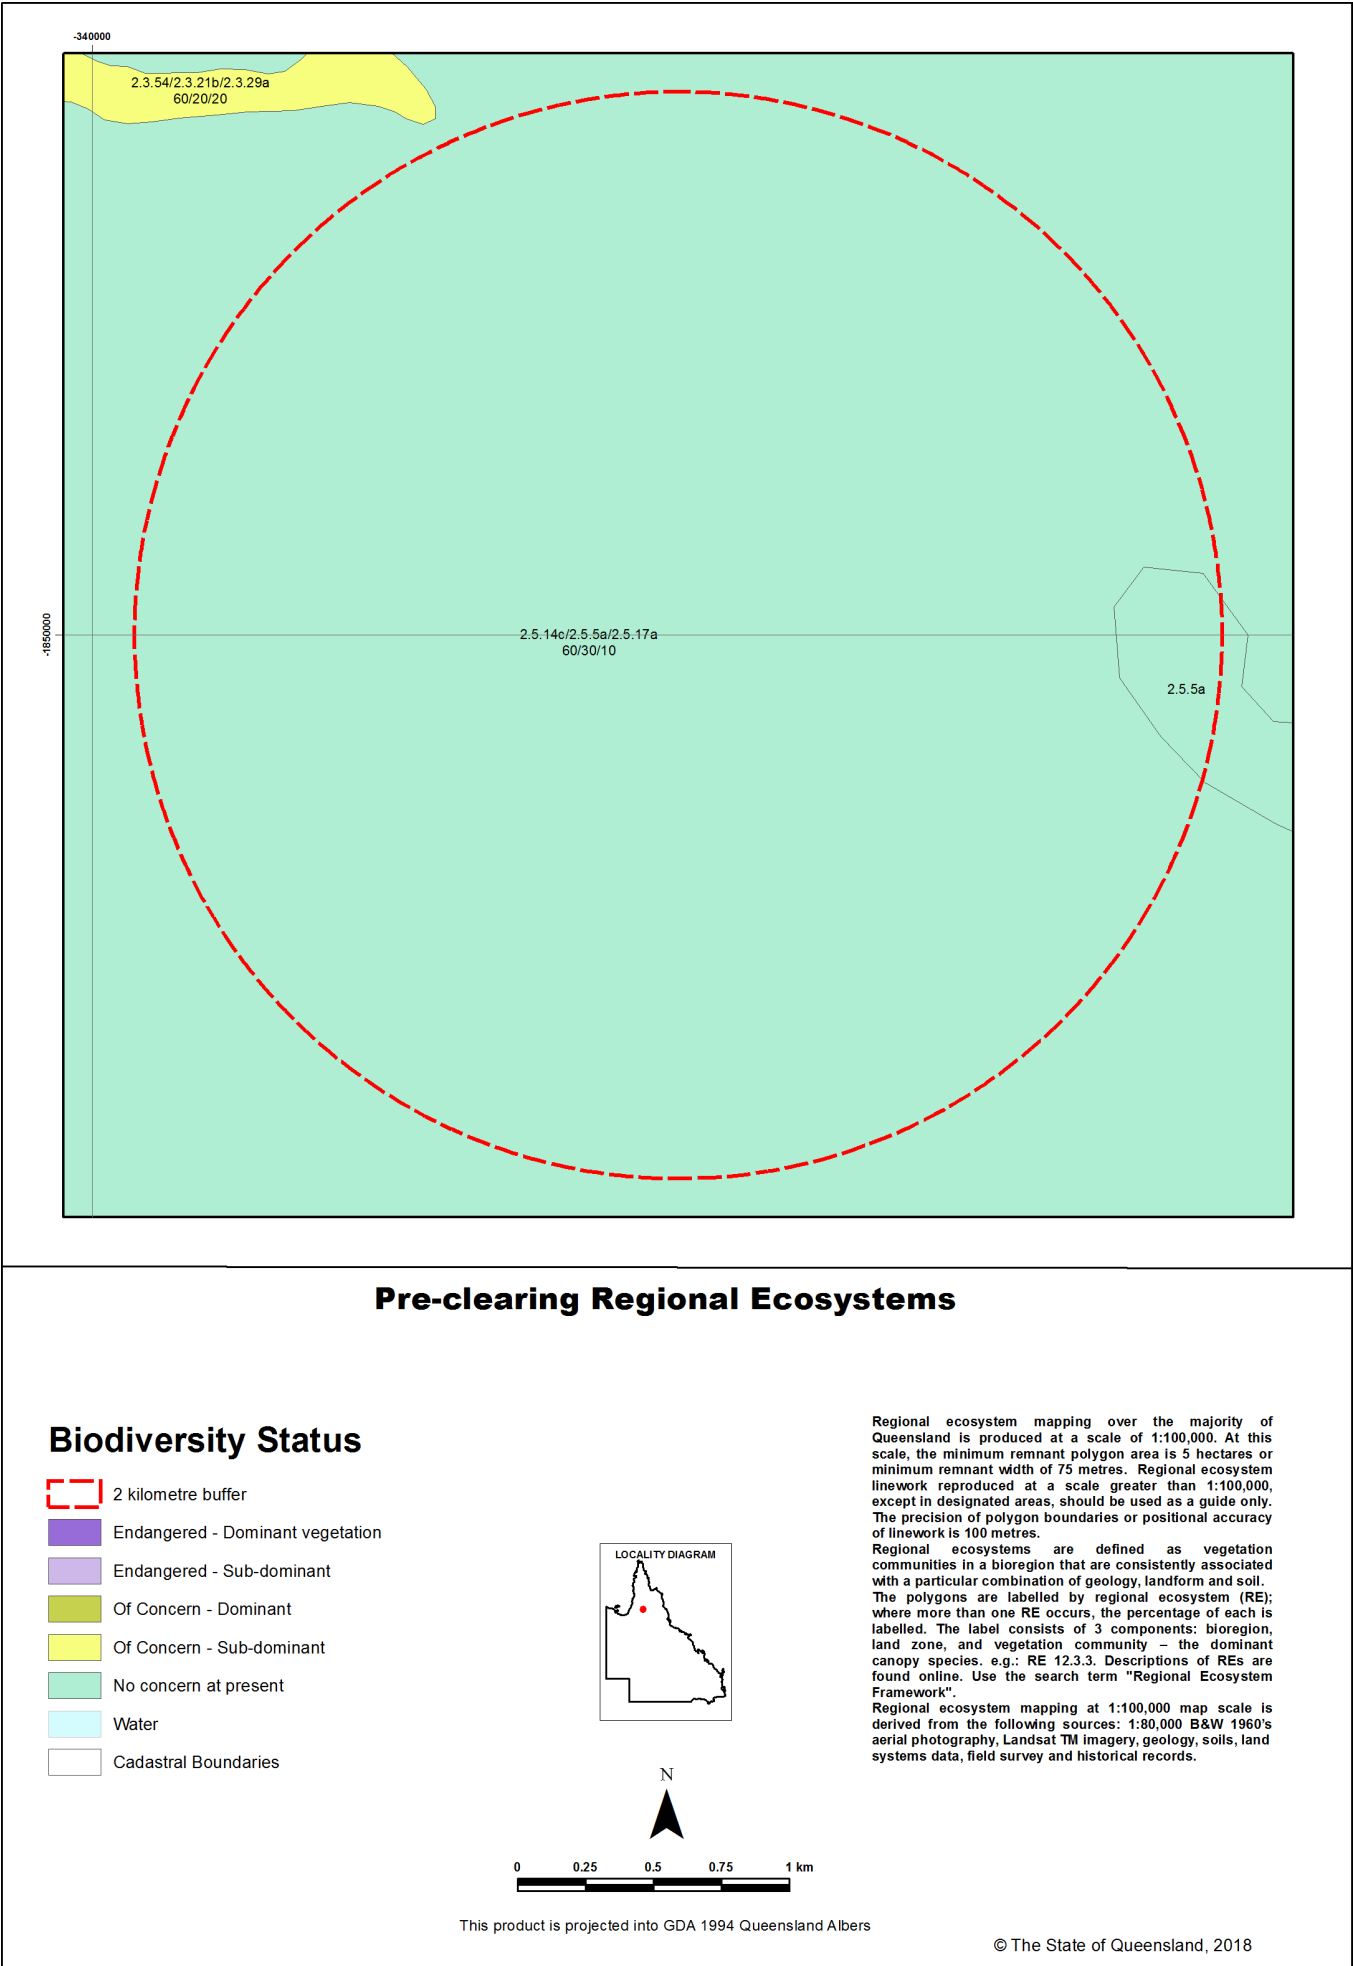 -340000
2.3.54/2.3.21b/2.3.29a
60/20/20
-1850000
2.5.14c/2.5.5a/2.5.17a
60/30/10
2.5.5a
Pre-clearing Regional Ecosystems
Biodiversity Status
2 kilometre buffer
Endangered - Dominant vegetation
Endangered - Sub-dominant
Of Concern - Dominant
Of Concern - Sub-dominant
No concern at present
Water
Cadastral Boundaries
LOCALITY DIAGRAM
N
0 0.25 0.5 0.75 1 km
Regional ecosystem mapping over the majority of
Queensland is produced at a scale of 1:100,000. At this
scale, the minimum remnant polygon area is 5 hectares or
minimum remnant width of 75 metres. Regional ecosystem
linework reproduced at a scale greater than 1:100,000,
except in designated areas, should be used as a guide only.
The precision of polygon boundaries or positional accuracy
of linework is 100 metres.
Regional ecosystems are defined as vegetation
communities in a bioregion that are consistently associated
with a particular combination of geology, landform and soil.
The polygons are labelled by regional ecosystem (RE);
where more than one RE occurs, the percentage of each is
labelled. The label consists of 3 components: bioregion,
land zone, and vegetation community – the dominant
canopy species. e.g.: RE 12.3.3. Descriptions of REs are
found online. Use the search term "Regional Ecosystem
Framework".
Regional ecosystem mapping at 1:100,000 map scale is
derived from the following sources: 1:80,000 B&W 1960's
aerial photography, Landsat TM imagery, geology, soils, land
systems data, field survey and historical records.
This product is projected into GDA 1994 Queensland Albers
© The State of Queensland, 2018